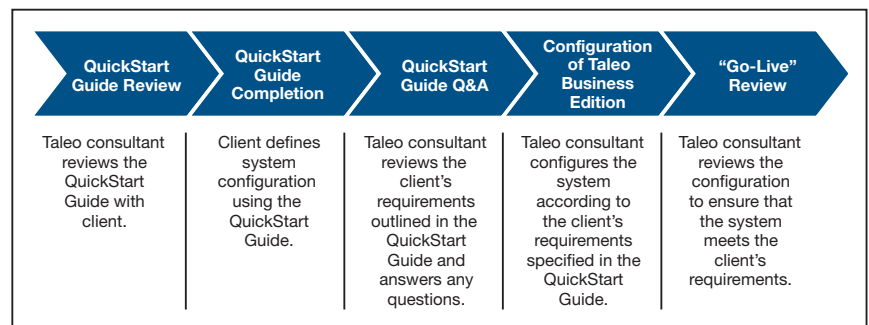 QuickStart
Guide Review
QuickStart
Guide
Completion
QuickStart
Guide Q&A
Configuration
of Taleo
Business
Edition
“Go-Live”
Review
Taleo consultant
reviews the
QuickStart
Guide with
client.
Client defines
system
configuration
using the
QuickStart
Guide.
Taleo consultant
reviews the
client’s
requirements
outlined in the
QuickStart
Guide and
answers any
questions.
Taleo consultant
configures the
system
according to
the client’s
requirements
specified in the
QuickStart
Guide.
Taleo consultant
reviews the
configuration
to ensure that
the system
meets the
client’s
requirements.